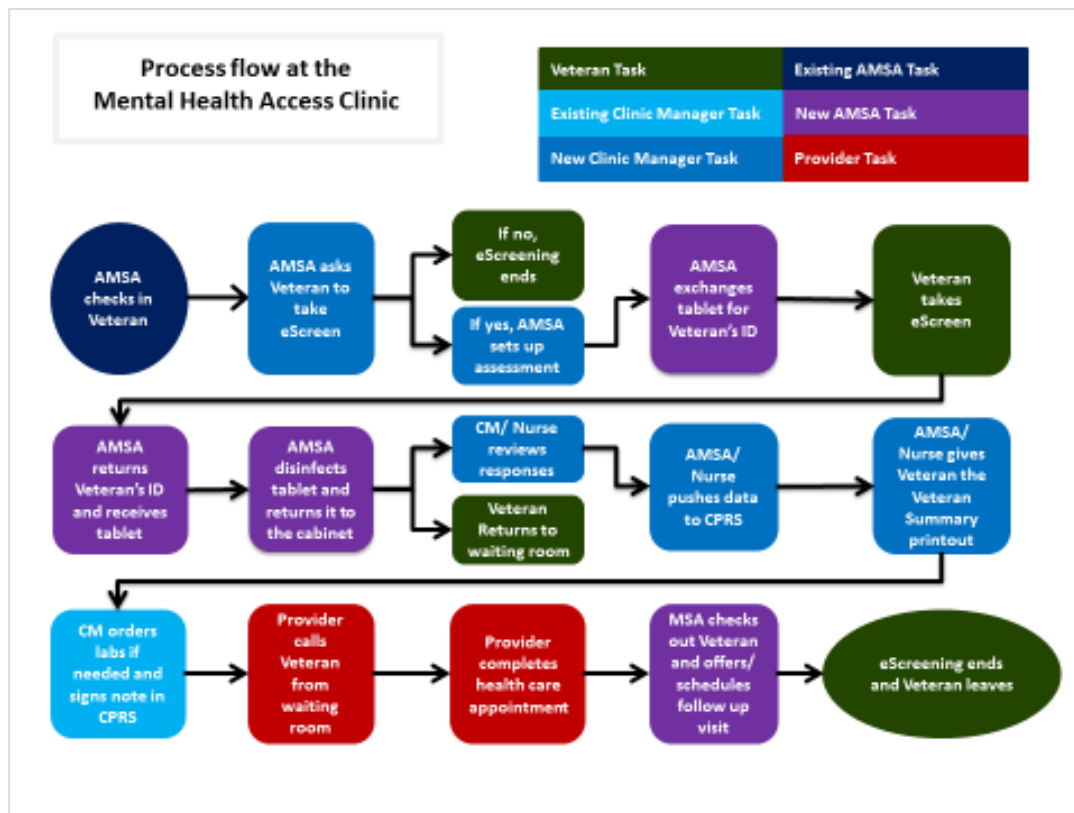 Process flow at the
Mental Health Access Clinic
Veteran Task
Existing AMSA Task
Existing Clinic Manager Task
New AMSA Task
New Clinic Manager Task
Provider Task
AMSA
checks in
Veteran
AMSA asks
Veteran to
take
eScreen
If no,
eScreening
ends
If yes, AMSA
sets up
assessment
AMSA
exchanges
tablet for
Veteran's ID
Veteran
takes
eScreen
AMSA
returns
Veteran's ID
and receives
tablet
AMSA
disinfects
tablet and
returns it to
the cabinet
CM/ Nurse
reviews
responses
Veteran
Returns to
waiting room
AMSA/
Nurse
pushes data
to CPRS
AMSA/
Nurse gives
Veteran the
Veteran
Summary
printout
CM orders
labs if
needed and
signs note in
CPRS
Provider
calls
Veteran
from
waiting
room
Provider
completes
health care
appointment
MSA checks
out Veteran
and offers/
schedules
follow up
visit
eScreening ends
and Veteran leaves